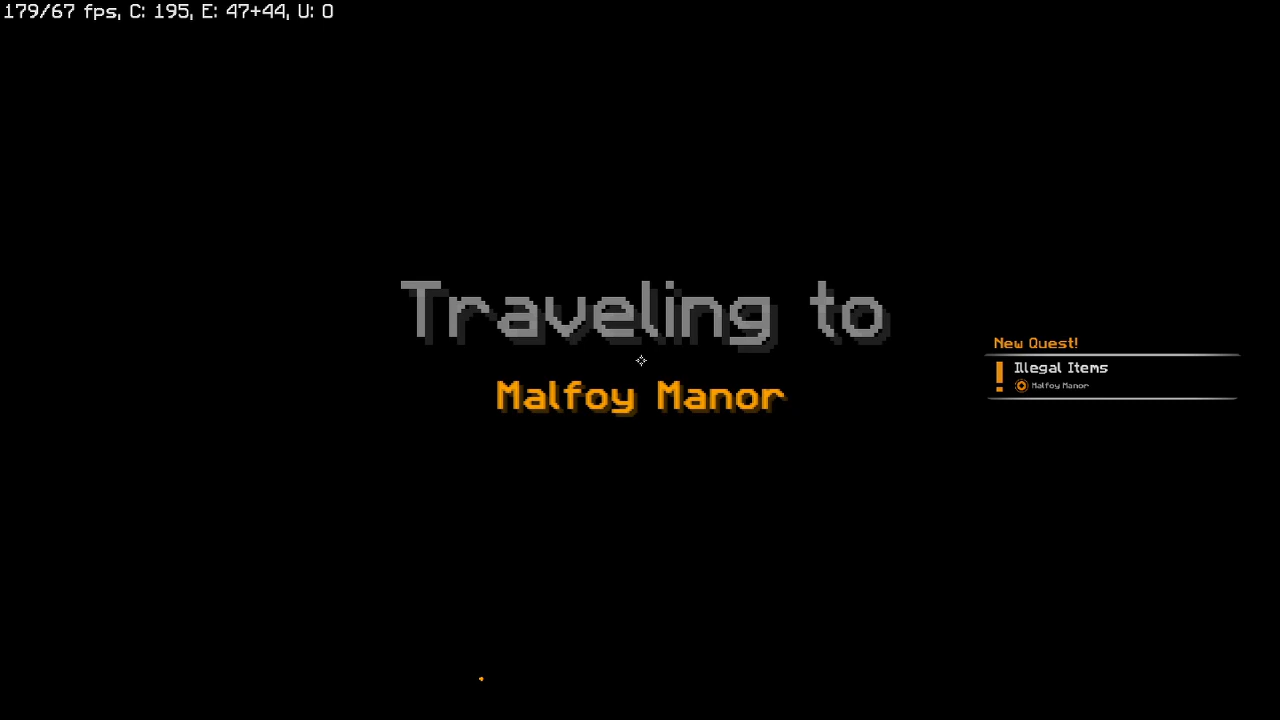 179/67 fps, C: 195, E: 47+44, U: 0
Traveling to
Malfoy Manor
New Quest!
Illegal Items
Malfoy Manor